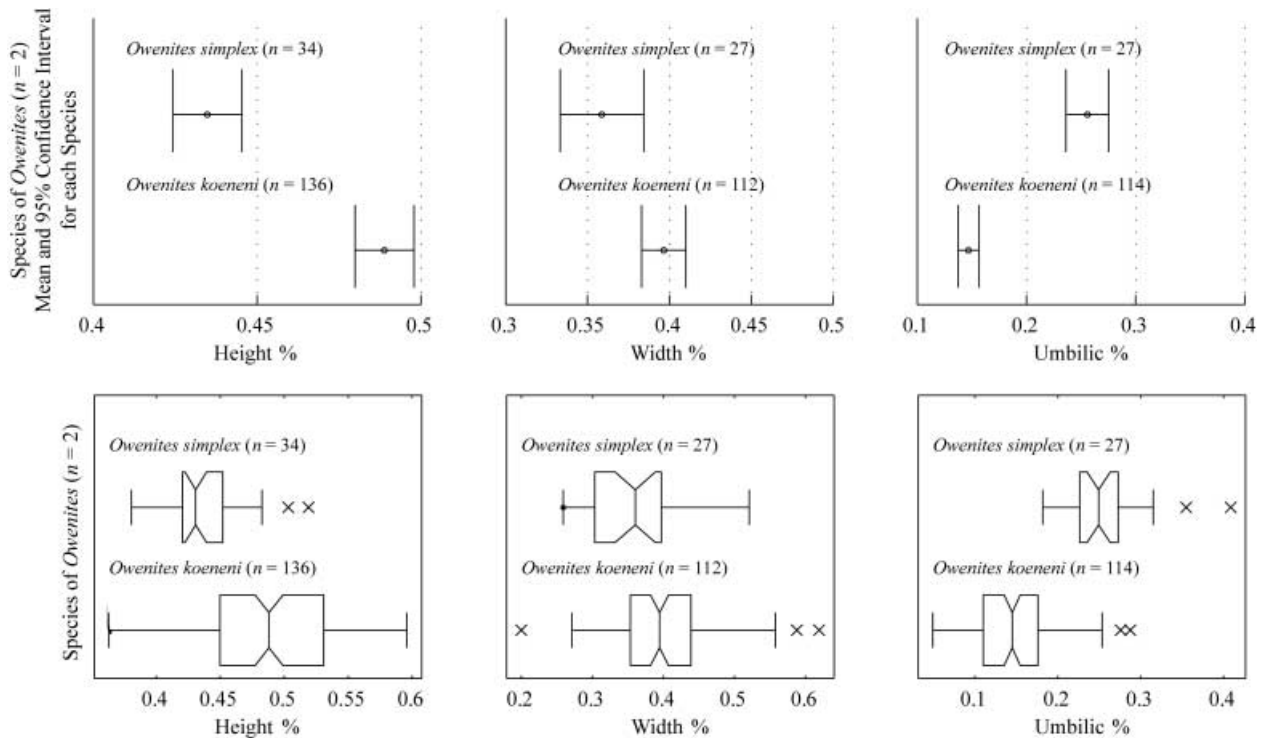 Species of Owenites (n = 2)
Mean and 95% Confidence Interval
for each Species
Owenites simplex (n = 34)
Owenites koeneni (n = 136)
0.4 0.45 0.5
Height %
Owenites simplex (n = 27)
Owenites koeneni (n = 112)
0.3 0.35 0.4 0.45 0.5
Width %
Owenites simplex (n = 27)
Owenites koeneni (n = 114)
0.1 0.2 0.3 0.4
Umbilic %
Species of Owenites (n = 2)
Owenites simplex (n = 34)
Owenites koeneni (n = 136)
0.4 0.45 0.5 0.55 0.6
Height %
Owenites simplex (n = 27)
Owenites koeneni (n = 112)
0.2 0.3 0.4 0.5 0.6
Width %
Owenites simplex (n = 27)
Owenites koeneni (n = 114)
0.1 0.2 0.3 0.4
Umbilic %